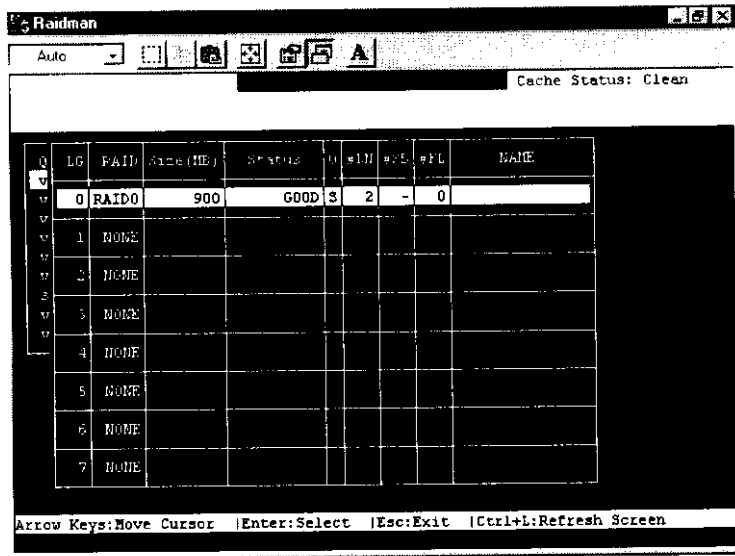 Raidman
Auto
A
Cache Status: Clean
Q LG RAID Size(MB) Status O #LN #FL NAME
v
v 0 RAID0 900 GOOD S 2 - 0
v
v 1 NONE
v 2 NONE
v 3 NONE
v 4 NONE
5 NONE
6 NONE
7 NONE
Arrow Keys:Move Cursor |Enter:Select |Esc:Exit |Ctrl+L:Refresh Screen